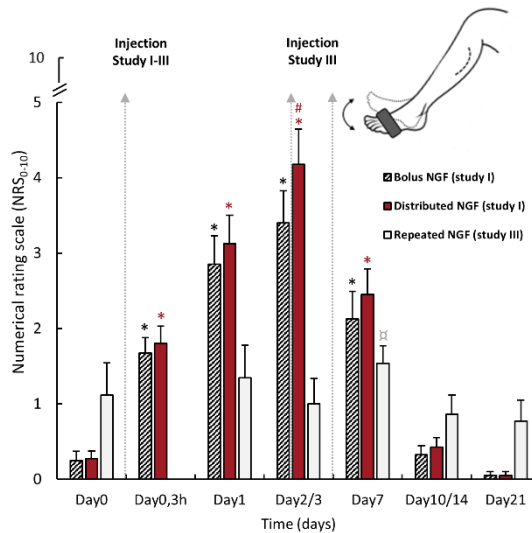 Injection
Study I-III
Injection
Study III
Numerical rating scale (NRS0-10)
10
5
4
3
2
1
0
#
*
*
*
*
*
*
*
*
¤
Bolus NGF (study I)
Distributed NGF (study I)
Repeated NGF (study III)
Day0
Day0,3h
Day1
Day2/3
Day7
Day10/14
Day21
Time (days)